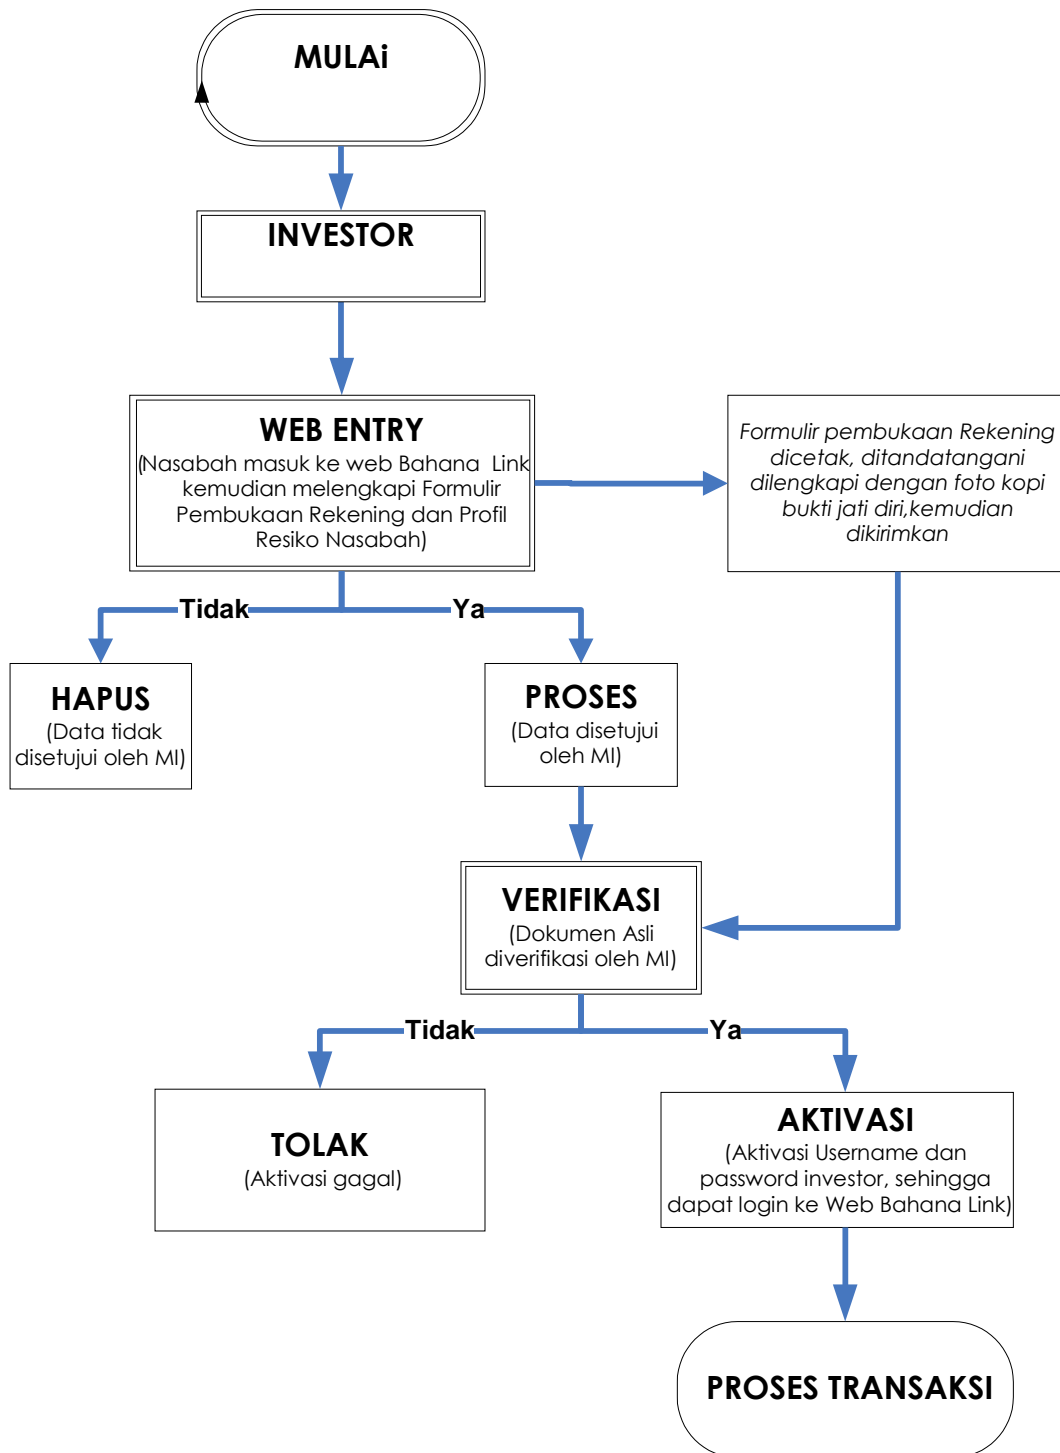 MULAi
INVESTOR
WEB ENTRY
(Nasabah masuk ke web Bahana Link
kemudian melengkapi Formulir
Pembukaan Rekening dan Profil
Resiko Nasabah)
Formulir pembukaan Rekening
dicetak, ditandatangani
dilengkapi dengan foto kopi
bukti jati diri,kemudian
dikirimkan
Tidak
Ya
HAPUS
(Data tidak
disetujui oleh MI)
PROSES
(Data disetujui
oleh MI)
VERIFIKASI
(Dokumen Asli
diverifikasi oleh MI)
Tidak
Ya
TOLAK
(Aktivasi gagal)
AKTIVASI
(Aktivasi Username dan
password investor, sehingga
dapat login ke Web Bahana Link)
PROSES TRANSAKSI